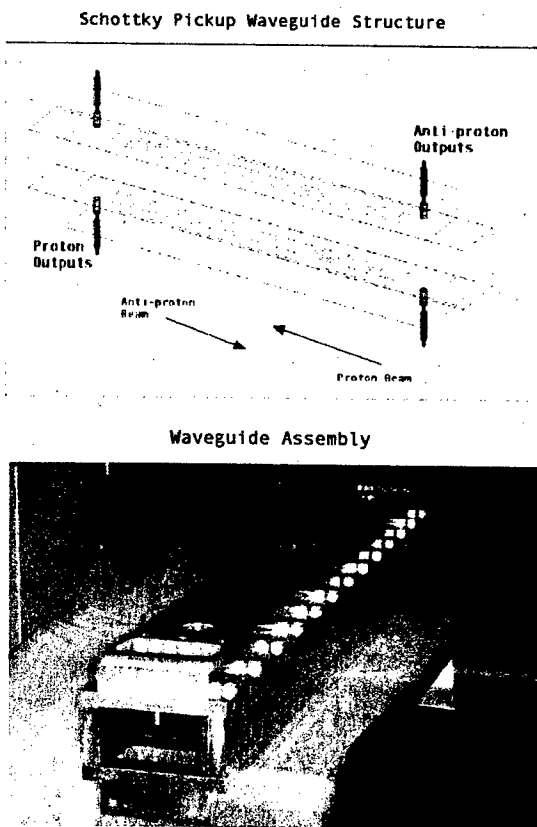 Schottky Pickup Waveguide Structure
Anti-proton
Outputs
Proton
Outputs
Anti-proton
Beam
Proton Beam
Waveguide Assembly